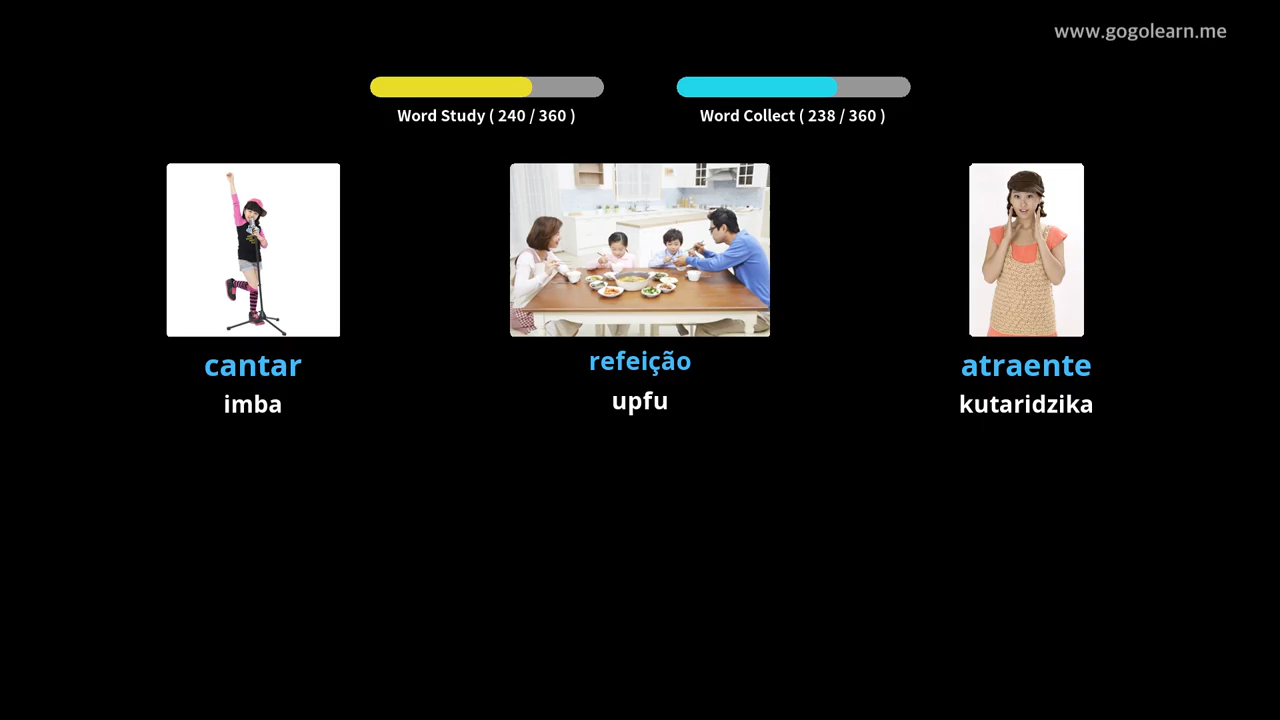 www.gogolearn.me
Word Study ( 240 / 360 )
Word Collect ( 238 / 360 )
cantar
imba
refeição
upfu
atraente
kutaridzika